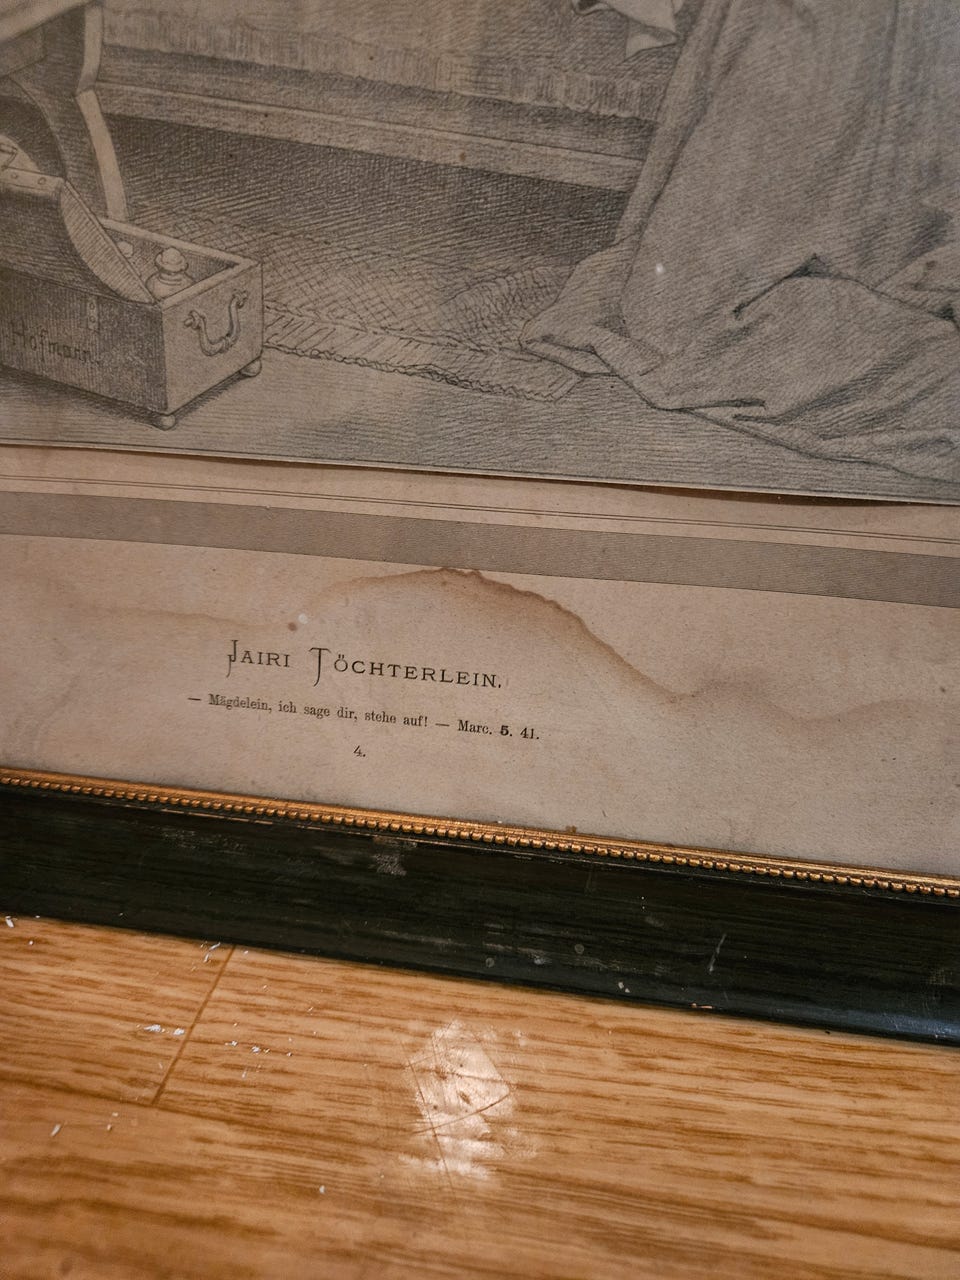 Hofmann
JAIRI TÖCHTERLEIN.
— Mägdelein, ich sage dir, stehe auf! — Marc. 5. 41.
4.